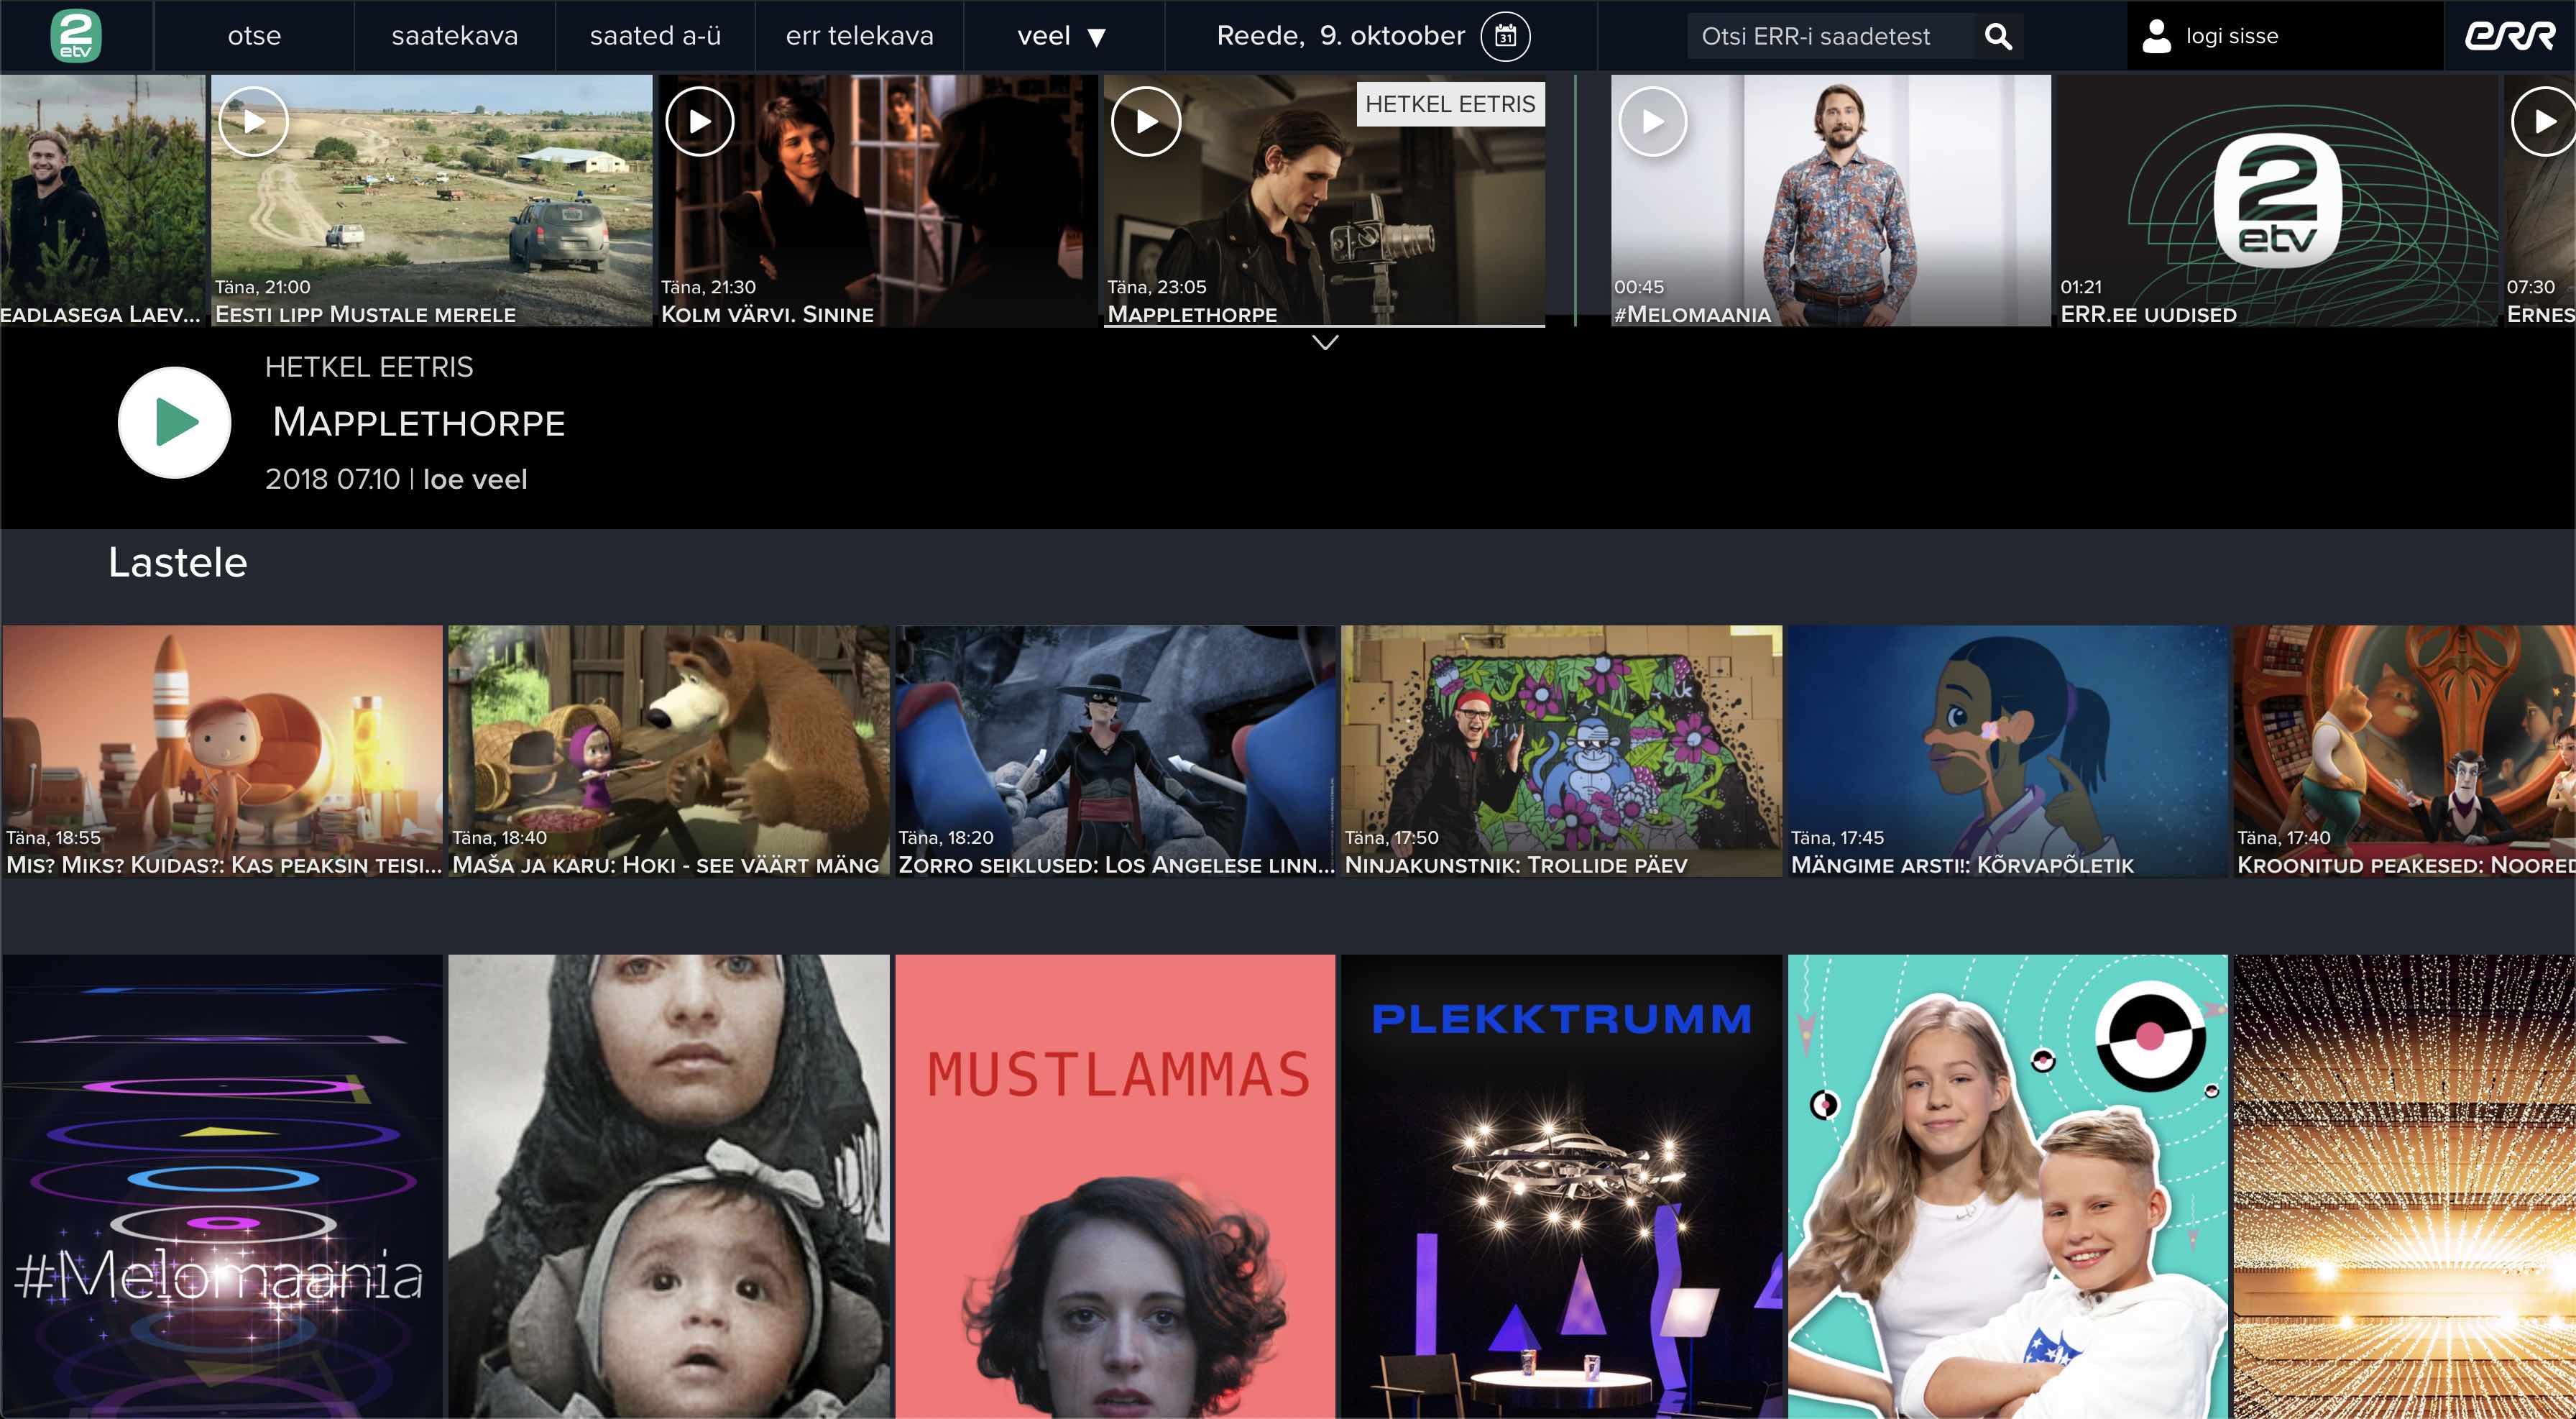 2 etv
otse
saatekava
saated a-ü
err telekava
veel ▼
Reede, 9. oktoober
31
Otsi ERR-i saadetest
logi sisse
err
EADLASEGA LAEV...
Täna, 21:00
EESTI LIPP MUSTALE MERELE
Täna, 21:30
KOLM VÄRVI. SININE
HETKEL EETRIS
Täna, 23:05
MAPPLETHORPE
00:45
#MELOMAANIA
2
etv
01:21
ERR.EE UUDISED
07:30
ERNES
HETKEL EETRIS
MAPPLETHORPE
2018 07.10 | loe veel
Lastele
Täna, 18:55
MIS? MIKS? KUIDAS?: KAS PEAKSIN TEISI...
Täna, 18:40
MAŠA JA KARU: HOKI - SEE VÄÄRT MÄNG
Täna, 18:20
ZORRO SEIKLUSED: LOS ANGELESE LINN...
Täna, 17:50
NINJAKUNSTNIK: TROLLIDE PÄEV
Täna, 17:45
MÄNGIME ARSTI!: KÕRVAPÕLETIK
Täna, 17:40
KROONITUD PEAKESED: NOORED
#Melomaania
MUSTLAMMAS
PLEKKTRUMM